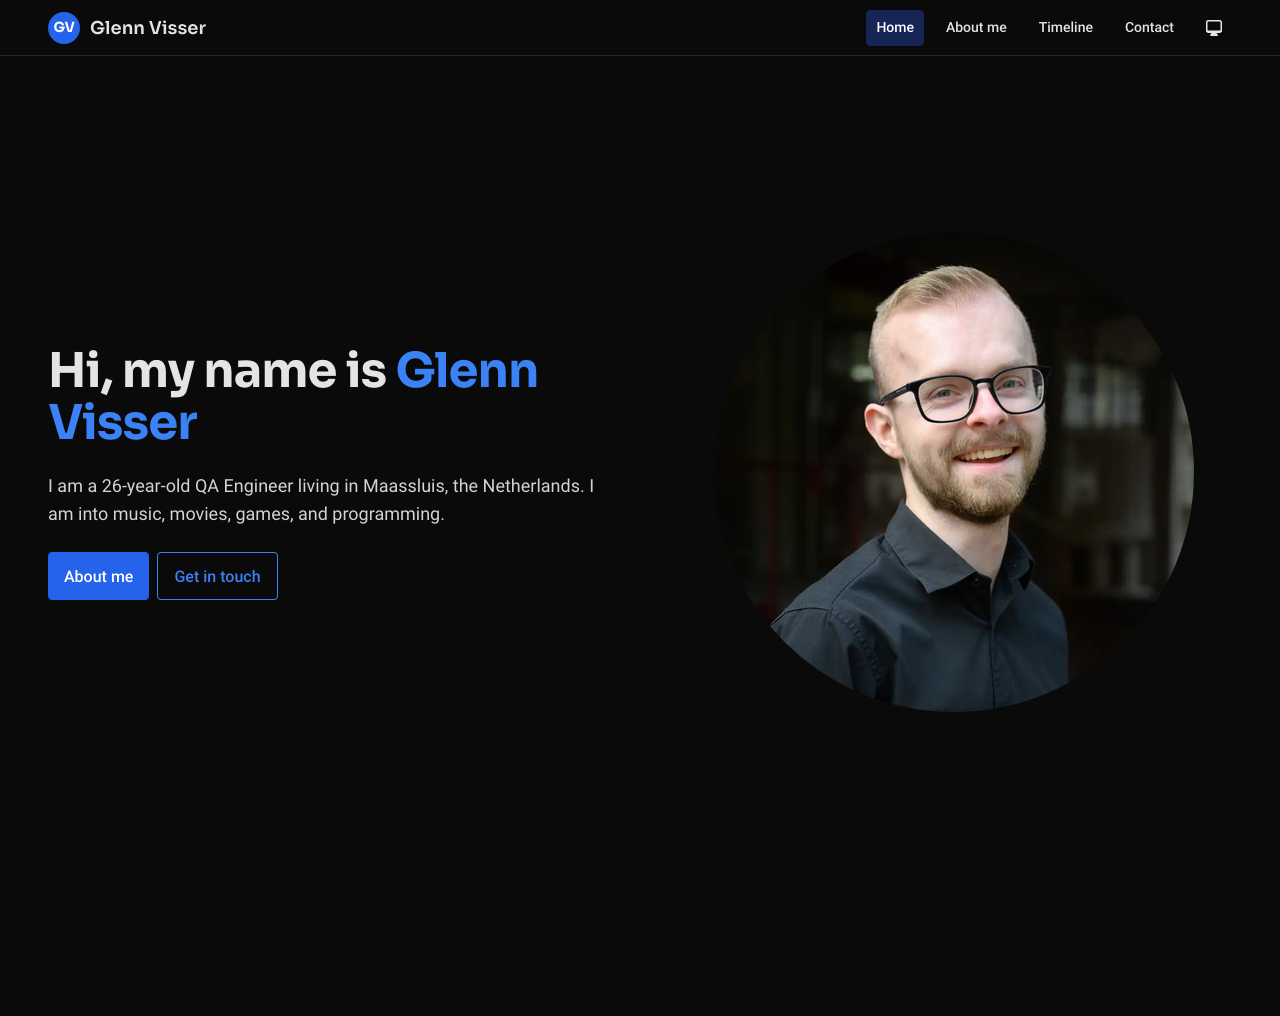 GV Glenn Visser
Home About me Timeline Contact
Hi, my name is Glenn
Visser
I am a 26-year-old QA Engineer living in Maassluis, the Netherlands. I
am into music, movies, games, and programming.
About me Get in touch